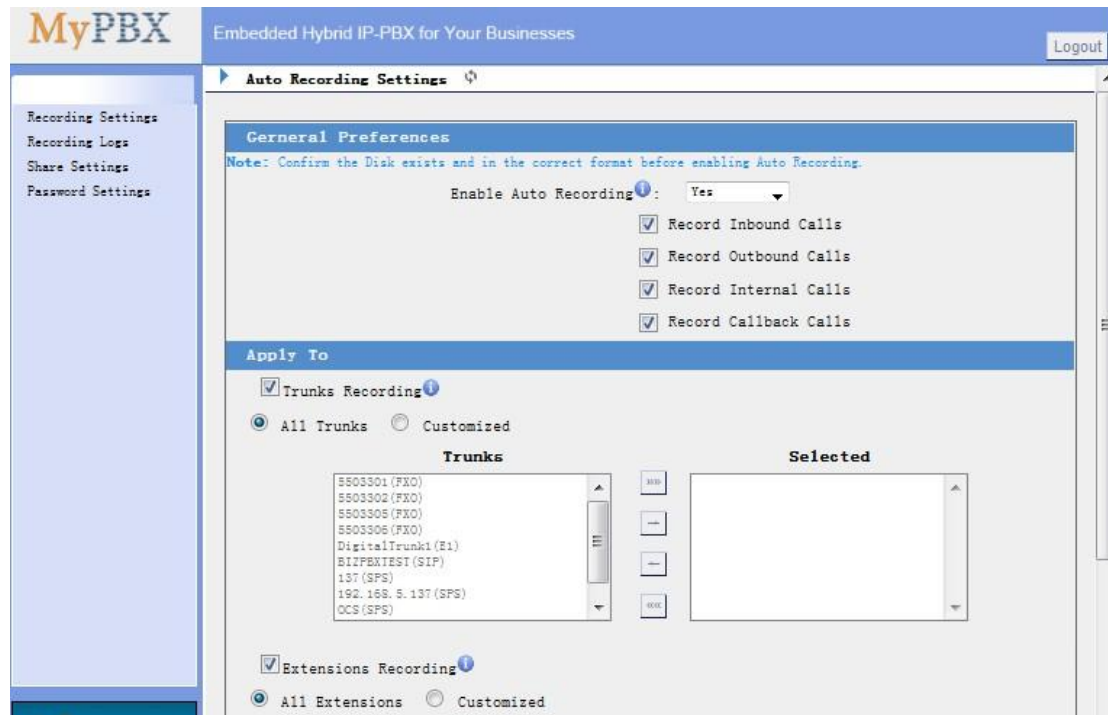 MyPBX
Embedded Hybrid IP-PBX for Your Businesses
Logout
Auto Recording Settings
Recording Settings
Recording Logs
Share Settings
Password Settings
Gerneral Preferences
Note: Confirm the Disk exists and in the correct format before enabling Auto Recording.
Enable Auto Recording: Yes
Record Inbound Calls
Record Outbound Calls
Record Internal Calls
Record Callback Calls
Apply To
Trunks Recording
All Trunks Customized
Trunks Selected
5503301(FXO)
5503302(FXO)
5503305(FXO)
5503306(FXO)
DigitalTrunk1(E1)
BIZPBXTEST(SIP)
137(SPS)
192.168.5.137(SPS)
OCS(SPS)
Extensions Recording
All Extensions Customized